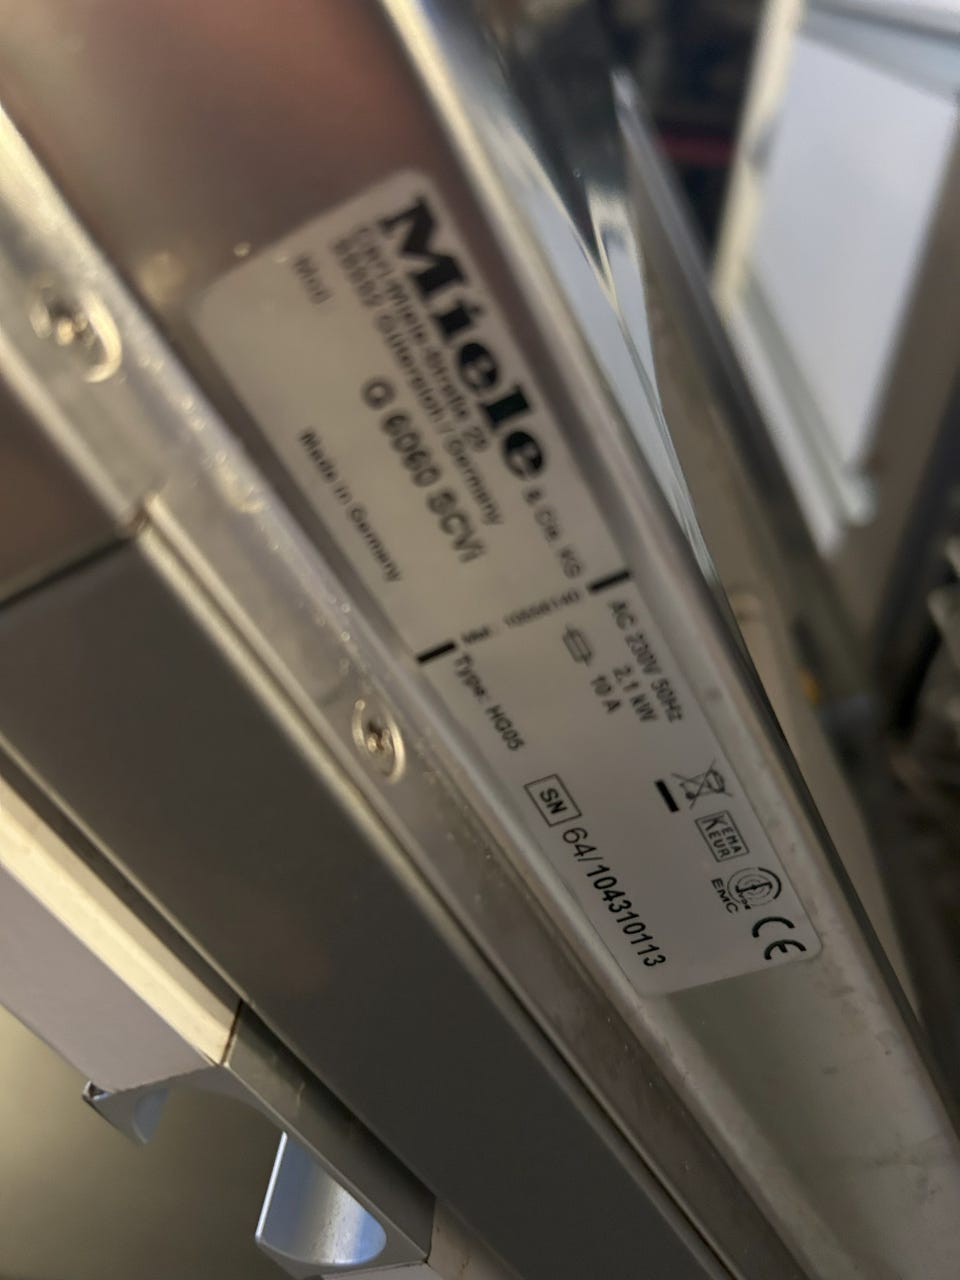 Miele & Cie. KG
Carl-Miele-Straße 29
33332 Gütersloh / Germany
Mod.
G 6060 SCVi
Made in Germany
AC 230V 50Hz
2,1 kW
10 A
Type: HG05
SN 64/104310113
KEMA
KEUR
EMC
CE